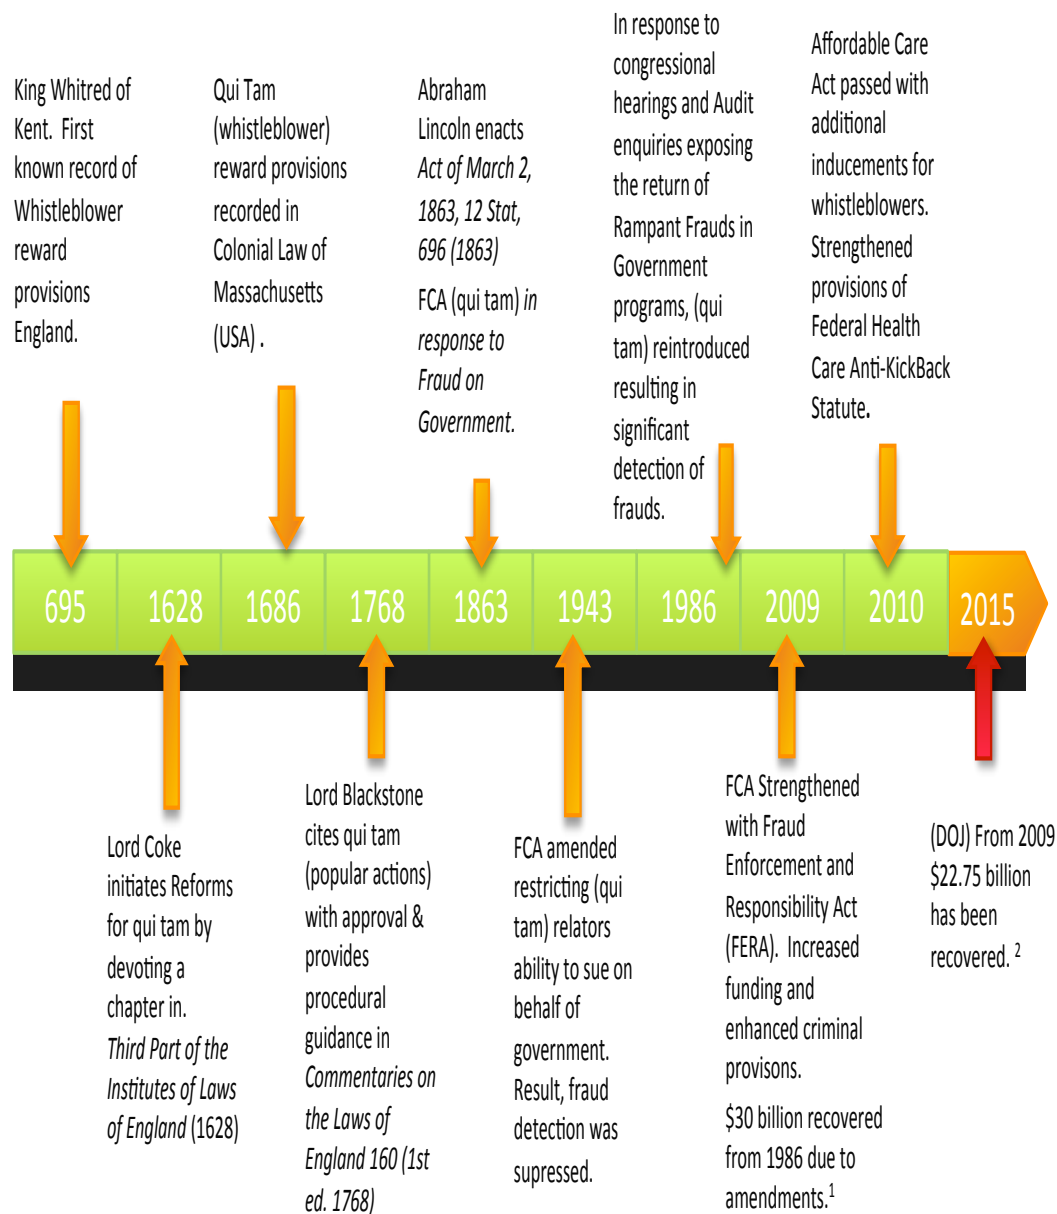 King Whitred of
Kent.  First
known record of
Whistleblower
reward
provisions
England.
Qui Tam
(whistleblower)
reward provisions
recorded in
Colonial Law of
Massachusetts
(USA) .
Abraham
Lincoln enacts
Act of March 2,
1863, 12 Stat,
696 (1863)
FCA (qui tam) in
response to
Fraud on
Government.
In response to
congressional
hearings and Audit
enquiries exposing
the return of
Rampant Frauds in
Government
programs, (qui
tam) reintroduced
resulting in
significant
detection of
frauds.
Affordable Care
Act passed with
additional
inducements for
whistleblowers.
Strengthened
provisions of
Federal Health
Care Anti-KickBack
Statute.
695 1628 1686 1768 1863 1943 1986 2009 2010 2015
Lord Coke
initiates Reforms
for qui tam by
devoting a
chapter in.
Third Part of the
Institutes of Laws
of England (1628)
Lord Blackstone
cites qui tam
(popular actions)
with approval &
provides
procedural
guidance in
Commentaries on
the Laws of
England 160 (1st
ed. 1768)
FCA amended
restricting (qui
tam) relators
ability to sue on
behalf of
government.
Result, fraud
detection was
supressed.
FCA Strengthened
with Fraud
Enforcement and
Responsibility Act
(FERA).  Increased
funding and
enhanced criminal
provisons.
$30 billion recovered
from 1986 due to
amendments.1
(DOJ) From 2009
$22.75 billion
has been
recovered. 2